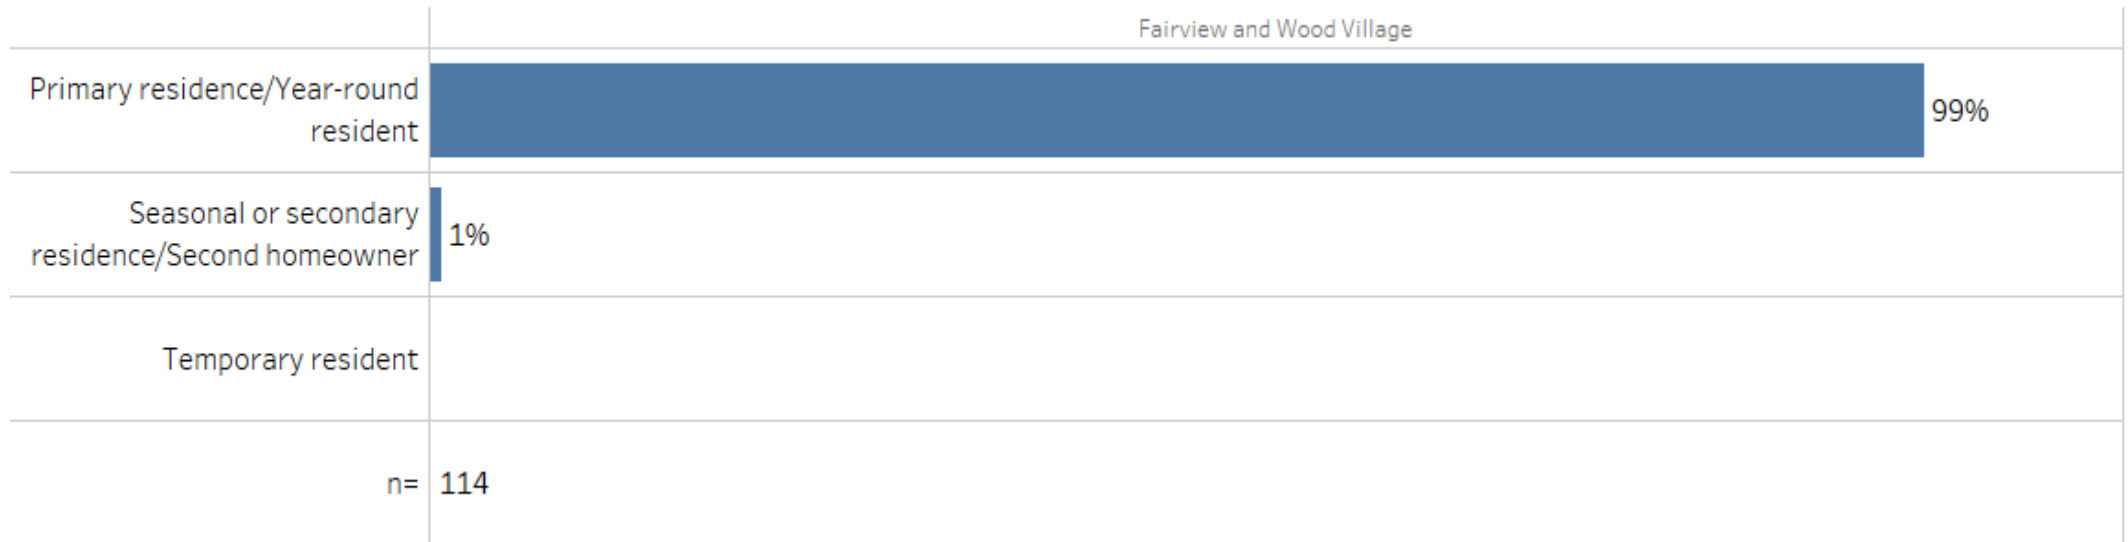 Fairview and Wood Village
Primary residence/Year-round
resident
99%
Seasonal or secondary
residence/Second homeowner
1%
Temporary resident
n=
114